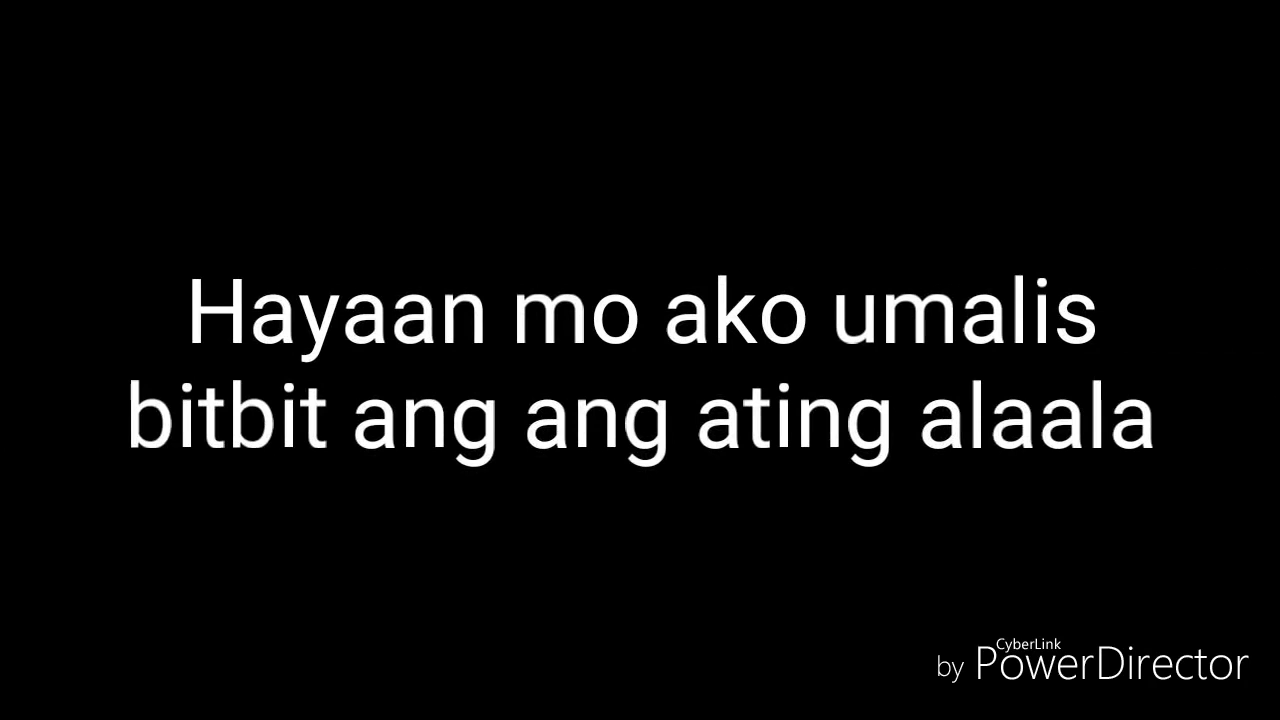 Hayaan mo ako umalis
bitbit ang ang ating alaala
CyberLink
by PowerDirector